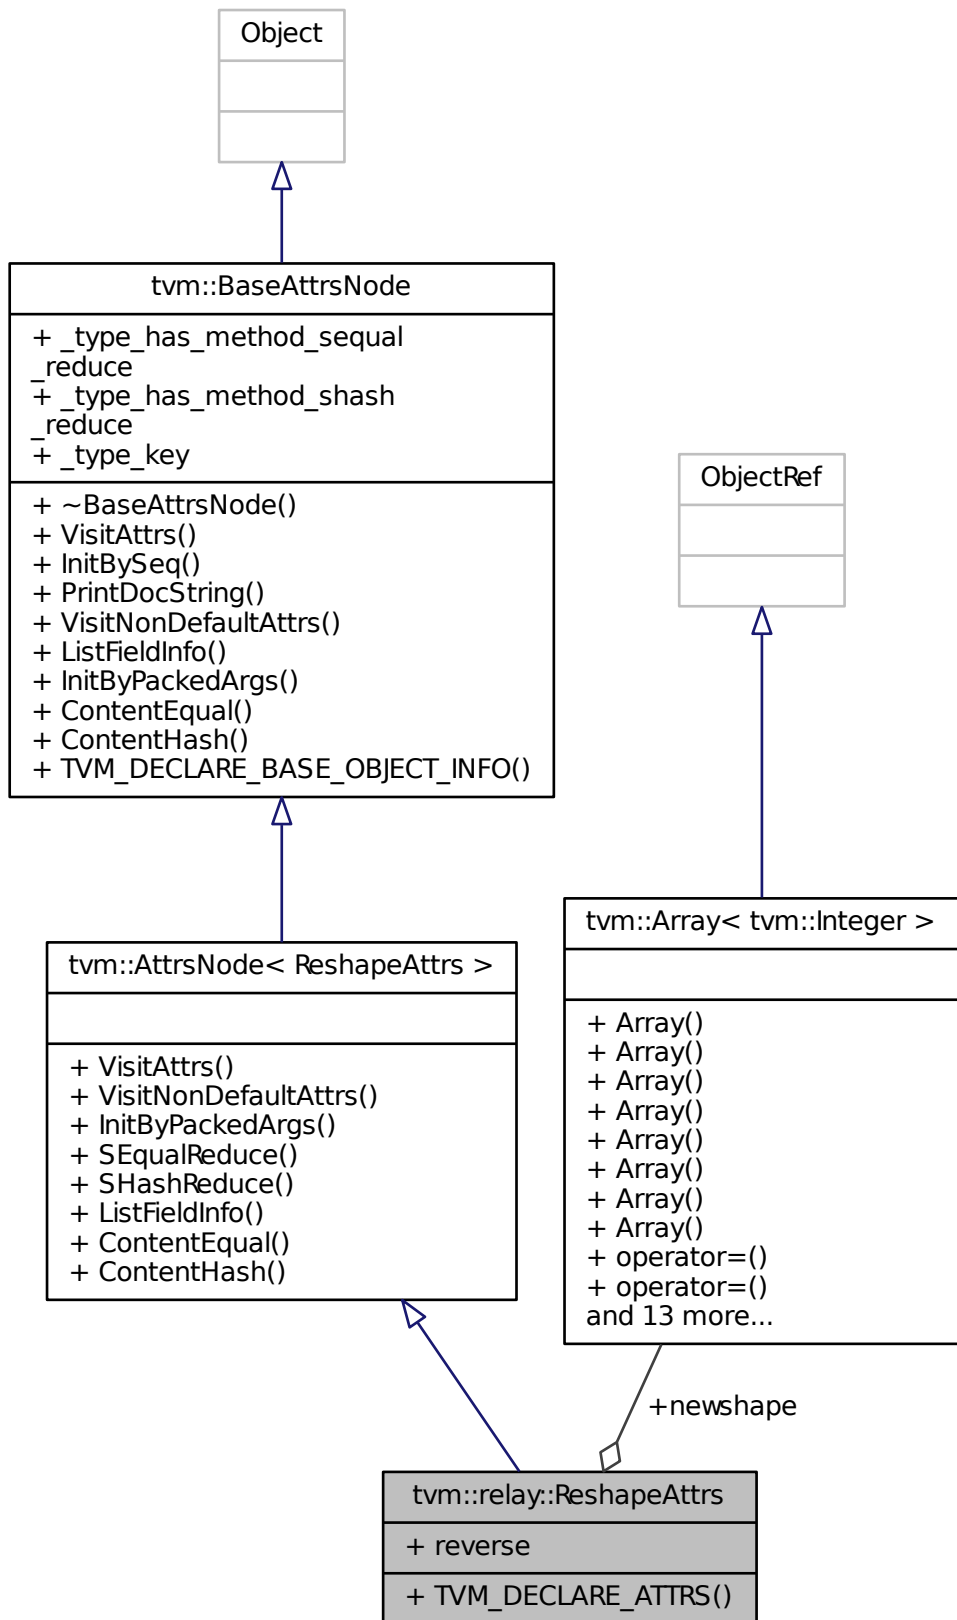 Object
tvm::BaseAttrsNode
+ _type_has_method_sequal
_reduce
+ _type_has_method_shash
_reduce
+ _type_key
+ ~BaseAttrsNode()
+ VisitAttrs()
+ InitBySeq()
+ PrintDocString()
+ VisitNonDefaultAttrs()
+ ListFieldInfo()
+ InitByPackedArgs()
+ ContentEqual()
+ ContentHash()
+ TVM_DECLARE_BASE_OBJECT_INFO()
ObjectRef
tvm::AttrsNode< ReshapeAttrs >
+ VisitAttrs()
+ VisitNonDefaultAttrs()
+ InitByPackedArgs()
+ SEqualReduce()
+ SHashReduce()
+ ListFieldInfo()
+ ContentEqual()
+ ContentHash()
tvm::Array< tvm::Integer >
+ Array()
+ Array()
+ Array()
+ Array()
+ Array()
+ Array()
+ Array()
+ Array()
+ operator=()
+ operator=()
and 13 more...
+newshape
tvm::relay::ReshapeAttrs
+ reverse
+ TVM_DECLARE_ATTRS()